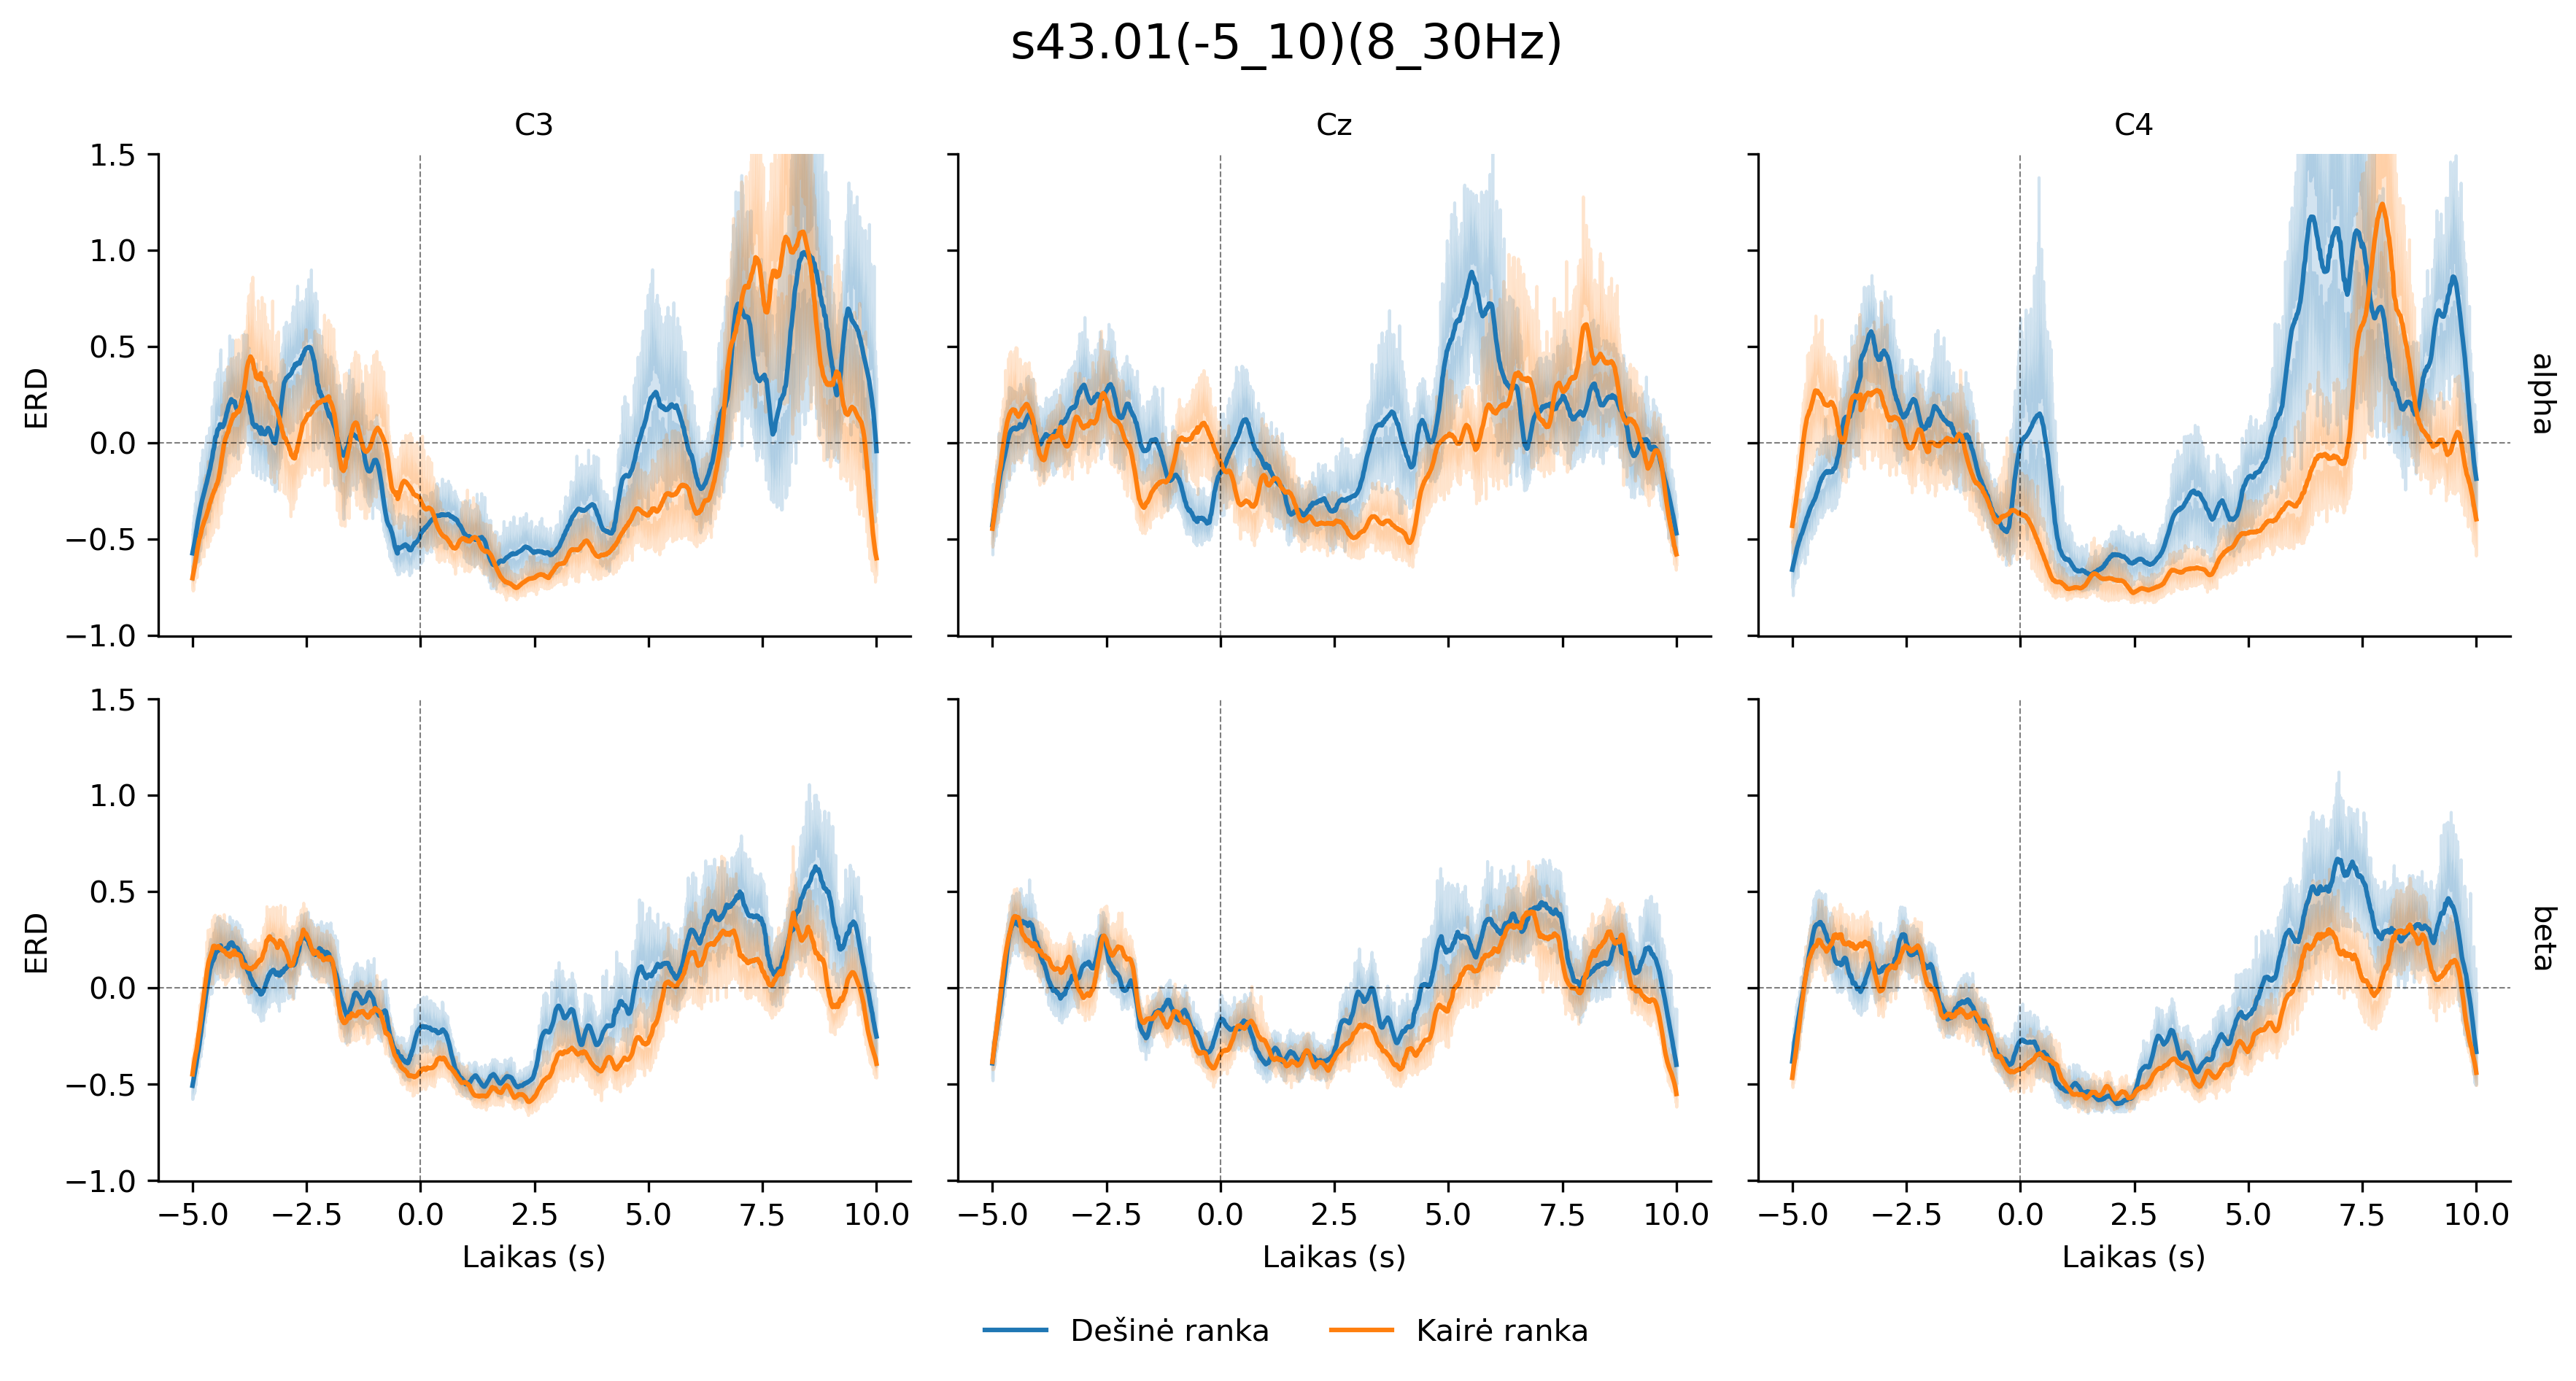 s43.01(-5_10)(8_30Hz)
C3 Cz C4
1.5
1.0
0.5
0.0
−0.5
−1.0
ERD
alpha
1.5
1.0
0.5
0.0
−0.5
−1.0
ERD
beta
−5.0 −2.5 0.0 2.5 5.0 7.5 10.0 −5.0 −2.5 0.0 2.5 5.0 7.5 10.0 −5.0 −2.5 0.0 2.5 5.0 7.5 10.0
Laikas (s) Laikas (s) Laikas (s)
Dešinė ranka Kairė ranka